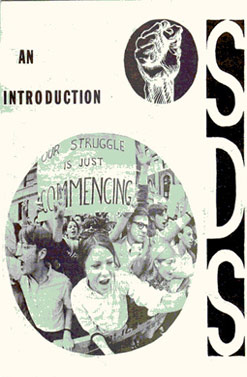 AN
INTRODUCTION
SDS
OUR STRUGGLE
IS JUST
COMMENCING